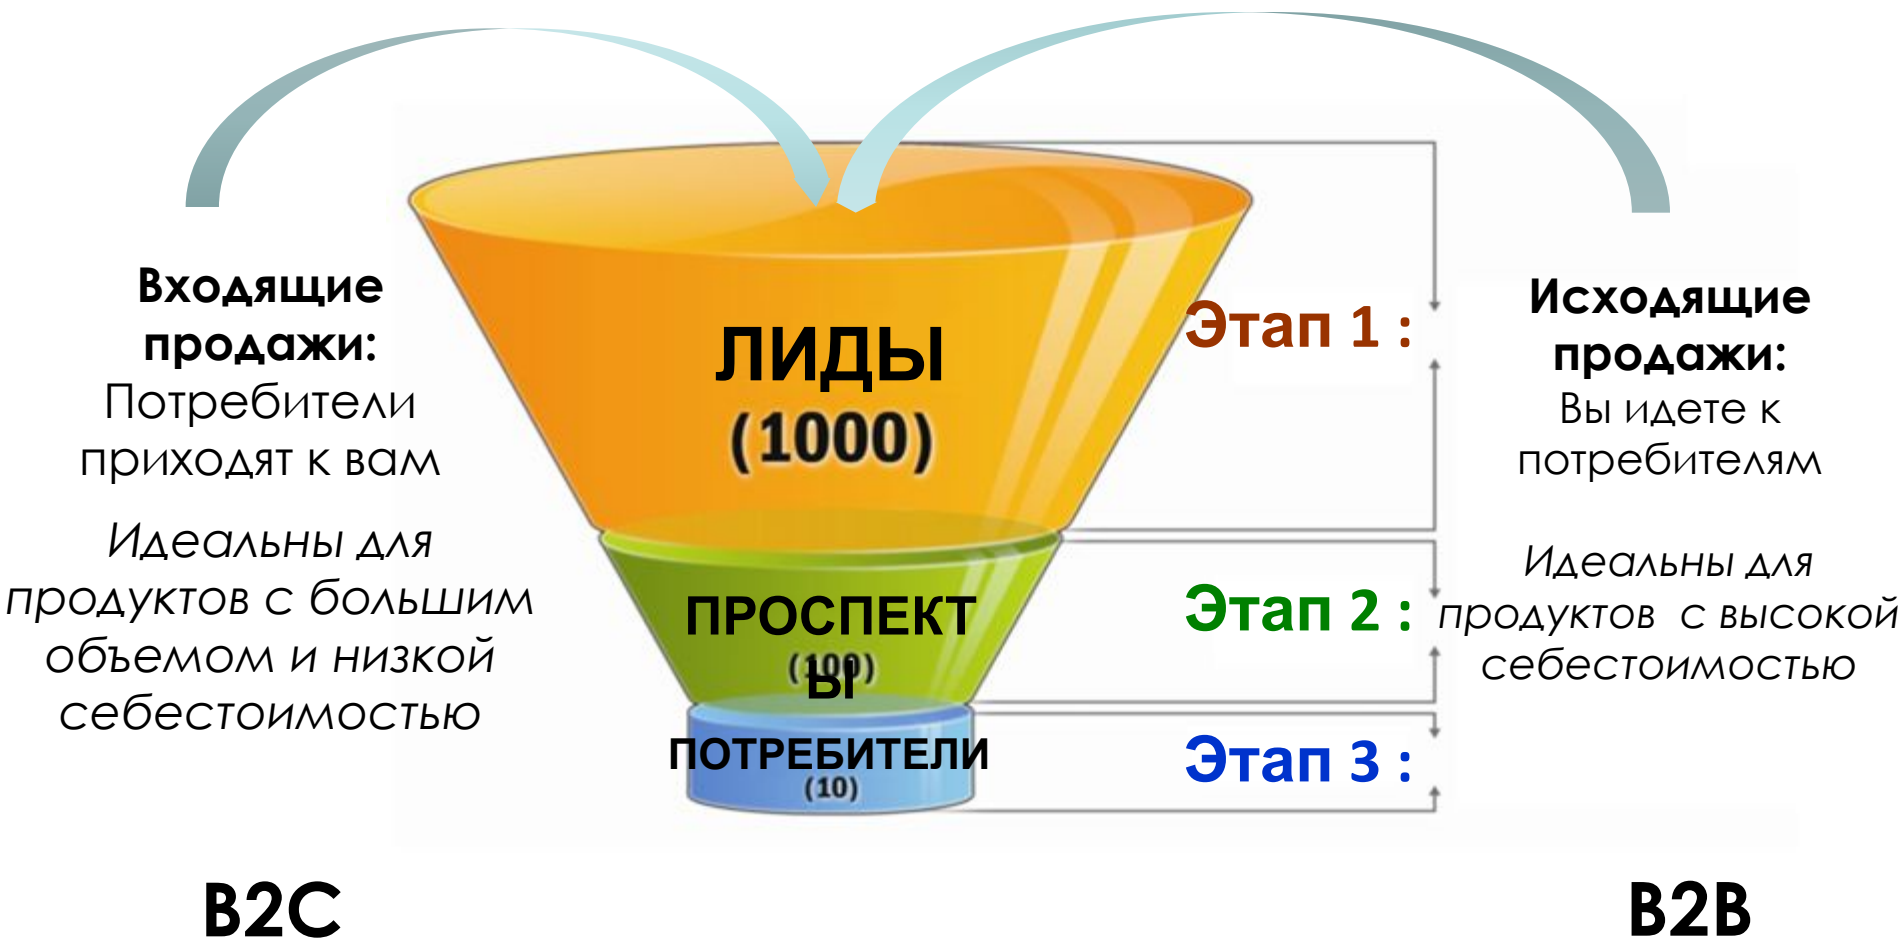 Входящие
продажи:
Потребители
приходят к вам
Идеальны для
продуктов с большим
объемом и низкой
себестоимостью
B2C
ЛИДЫ
(1000)
ПРОСПЕКТ
(100)
Ы
ПОТРЕБИТЕЛИ
(10)
Этап 1 :
Этап 2 :
Этап 3 :
Исходящие
продажи:
Вы идете к
потребителям
Идеальны для
продуктов с высокой
себестоимостью
B2B